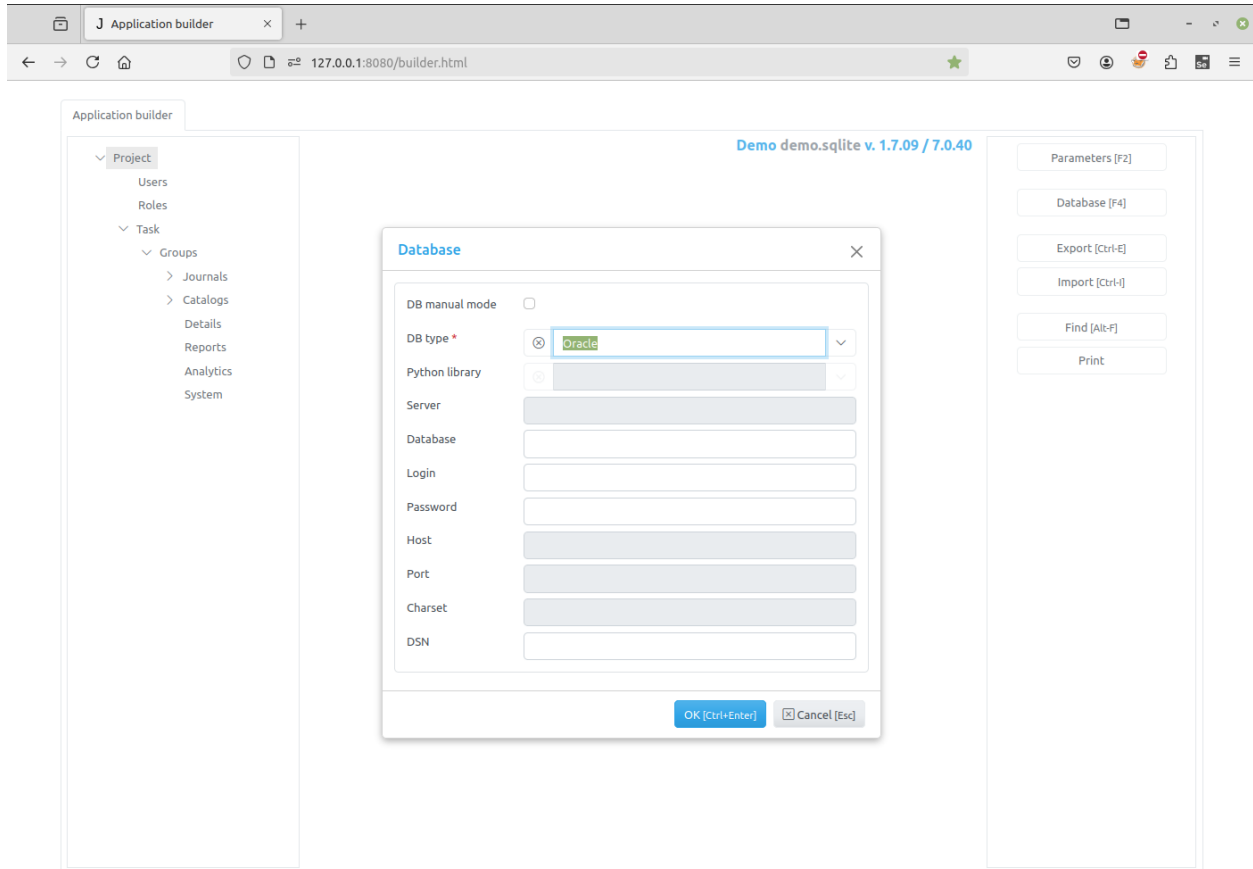 J Application builder
127.0.0.1:8080/builder.html
Se
Application builder
Project
Users
Roles
Task
Groups
Journals
Catalogs
Details
Reports
Analytics
System
Demo demo.sqlite v. 1.7.09 / 7.0.40
Database
DB manual mode
DB type *
Oracle
Python library
Server
Database
Login
Password
Host
Port
Charset
DSN
OK [Ctrl+Enter]
Cancel [Esc]
Parameters [F2]
Database [F4]
Export [Ctrl-E]
Import [Ctrl-I]
Find [Alt-F]
Print